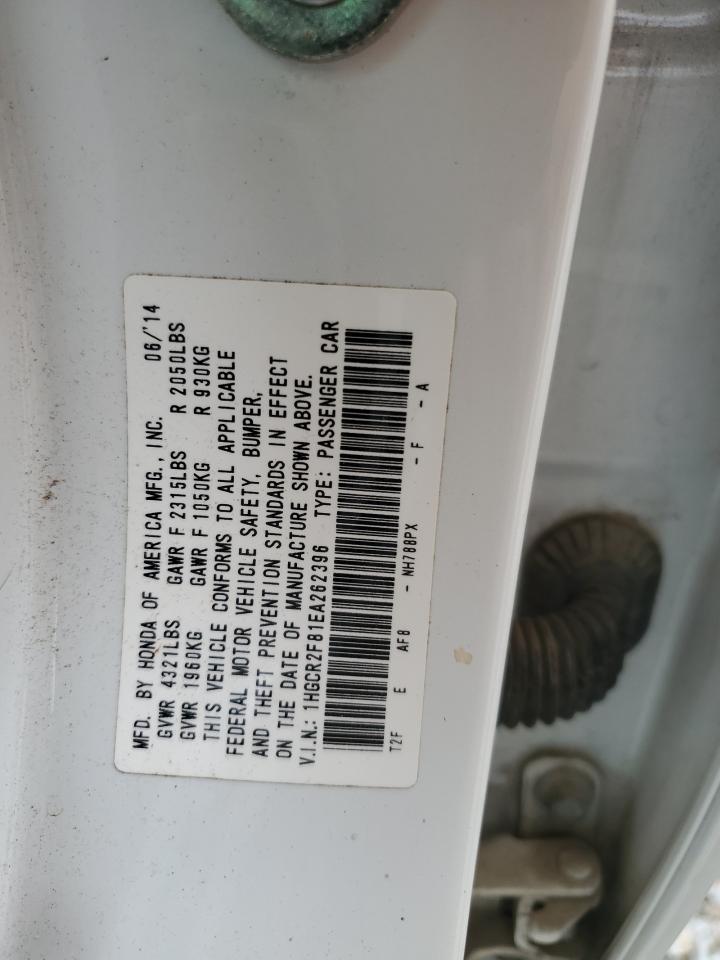 MFD. BY HONDA OF AMERICA MFG., INC. 06/'14
GVWR 4321LBS GAWR F 2315LBS R 2050LBS
GVWR 1960KG GAWR F 1050KG R 930KG
THIS VEHICLE CONFORMS TO ALL APPLICABLE
FEDERAL MOTOR VEHICLE SAFETY, BUMPER,
AND THEFT PREVENTION STANDARDS IN EFFECT
ON THE DATE OF MANUFACTURE SHOWN ABOVE.
V.I.N.: 1HGCR2F81EA262396 TYPE: PASSENGER CAR
T2F E AF8 - NH788PX - F - A